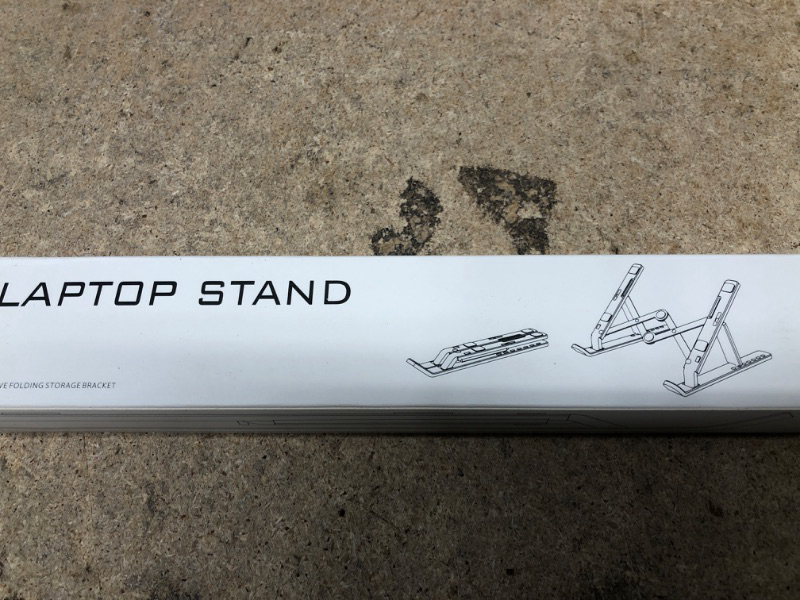 LAPTOP STAND
VE FOLDING STORAGE BRACKET